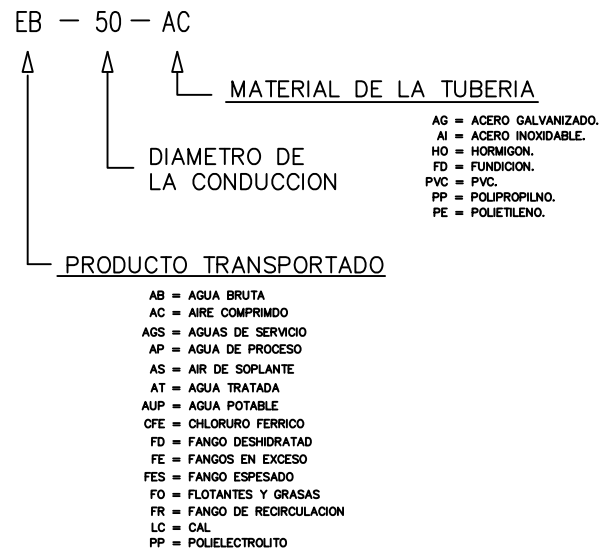 EB - 50 - AC
MATERIAL DE LA TUBERIA
AG = ACERO GALVANIZADO.
AI = ACERO INOXIDABLE.
HO = HORMIGON.
FD = FUNDICION.
PVC = PVC.
PP = POLIPROPILNO.
PE = POLIETILENO.
DIAMETRO DE
LA CONDUCCION
PRODUCTO TRANSPORTADO
AB = AGUA BRUTA
AC = AIRE COMPRIMDO
AGS = AGUAS DE SERVICIO
AP = AGUA DE PROCESO
AS = AIR DE SOPLANTE
AT = AGUA TRATADA
AUP = AGUA POTABLE
CFE = CHLORURO FERRICO
FD = FANGO DESHIDRATAD
FE = FANGOS EN EXCESO
FES = FANGO ESPESADO
FO = FLOTANTES Y GRASAS
FR = FANGO DE RECIRCULACION
LC = CAL
PP = POLIELECTROLITO